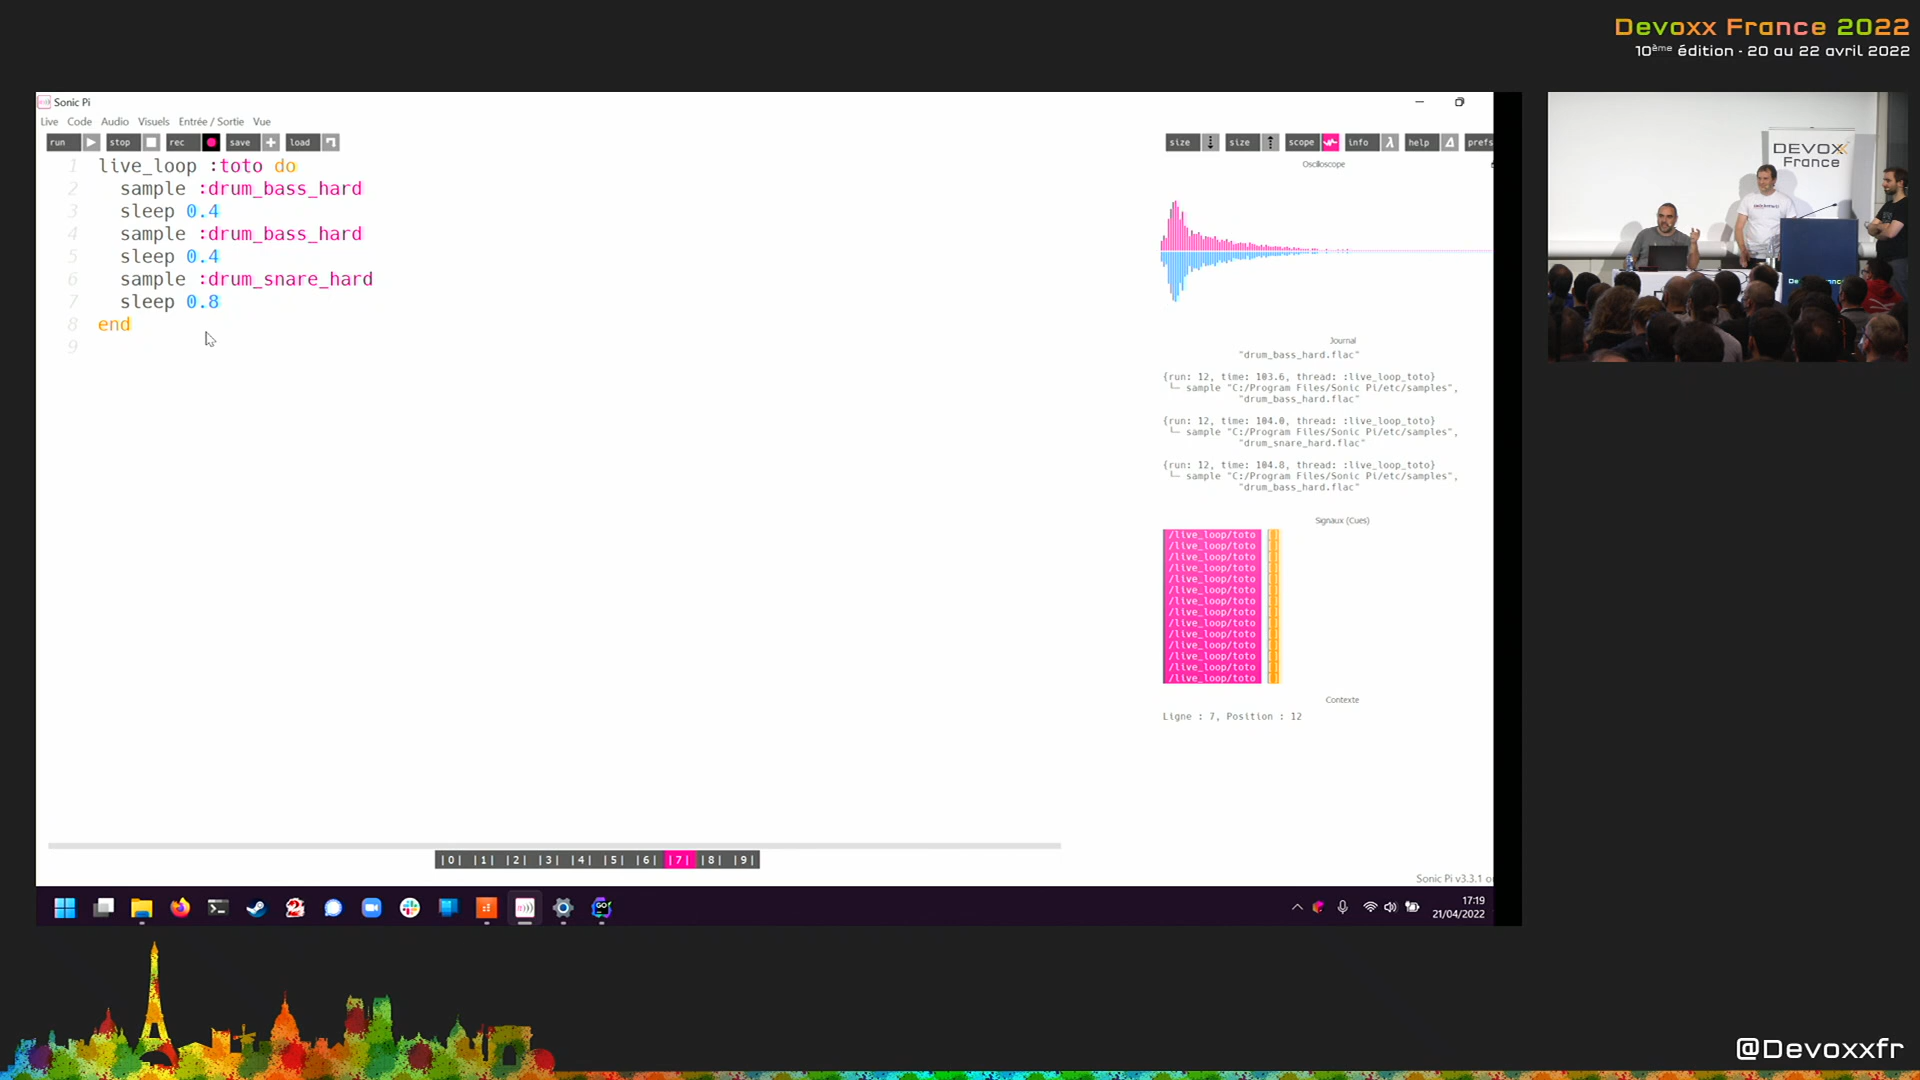 Devoxx France 2022
10ème édition - 20 au 22 avril 2022
Sonic Pi
Live Code Audio Visuels Entrée / Sortie Vue
run stop rec save load
size size scope info help prefs
1 live_loop :toto do
2 sample :drum_bass_hard
3 sleep 0.4
4 sample :drum_bass_hard
5 sleep 0.4
6 sample :drum_snare_hard
7 sleep 0.8
8 end
9
Oscilloscope
Journal
"drum_bass_hard.flac"
{run: 12, time: 103.6, thread: :live_loop_toto}
└─ sample "C:/Program Files/Sonic Pi/etc/samples",
"drum_bass_hard.flac"
{run: 12, time: 104.0, thread: :live_loop_toto}
└─ sample "C:/Program Files/Sonic Pi/etc/samples",
"drum_snare_hard.flac"
{run: 12, time: 104.8, thread: :live_loop_toto}
└─ sample "C:/Program Files/Sonic Pi/etc/samples",
"drum_bass_hard.flac"
Signaux (Cues)
/live_loop/toto []
/live_loop/toto []
/live_loop/toto []
/live_loop/toto []
/live_loop/toto []
/live_loop/toto []
/live_loop/toto []
/live_loop/toto []
/live_loop/toto []
/live_loop/toto []
/live_loop/toto []
/live_loop/toto []
/live_loop/toto []
/live_loop/toto []
Contexte
Ligne : 7, Position : 12
|0| |1| |2| |3| |4| |5| |6| |7| |8| |9|
Sonic Pi v3.3.1
17:19
21/04/2022
DEVOXX
France
@Devoxxfr